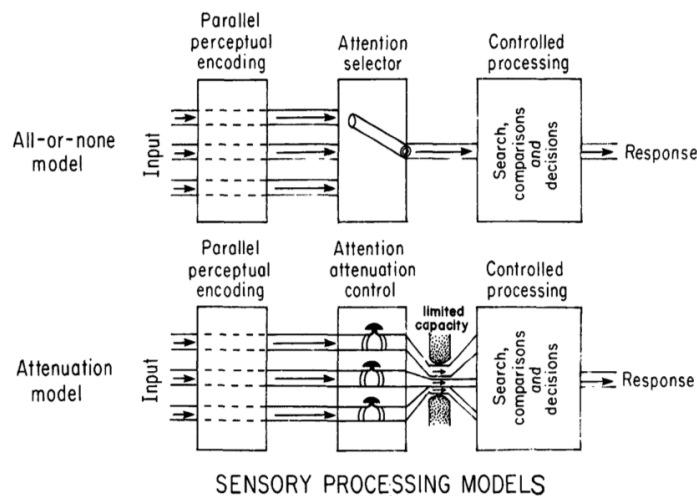 Parallel
perceptual
encoding
Attention
selector
Controlled
processing
All-or-none
model
Input
Search,
comparisons
and
decisions
Response
Parallel
perceptual
encoding
Attention
attenuation
control
limited
capacity
Controlled
processing
Attenuation
model
Input
Search,
comparisons
and
decisions
Response
SENSORY PROCESSING MODELS